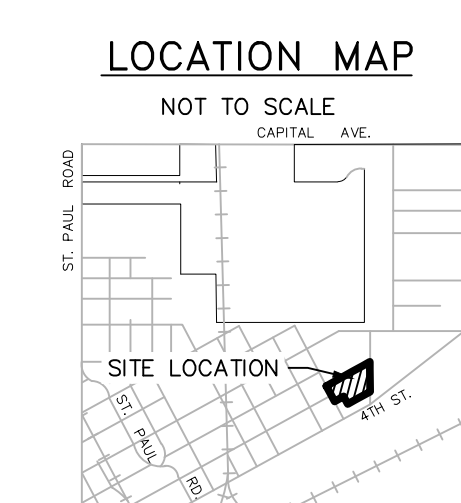 LOCATION MAP
NOT TO SCALE
CAPITAL AVE.
ST. PAUL ROAD
SITE LOCATION
4TH ST.
ST. PAUL RD.